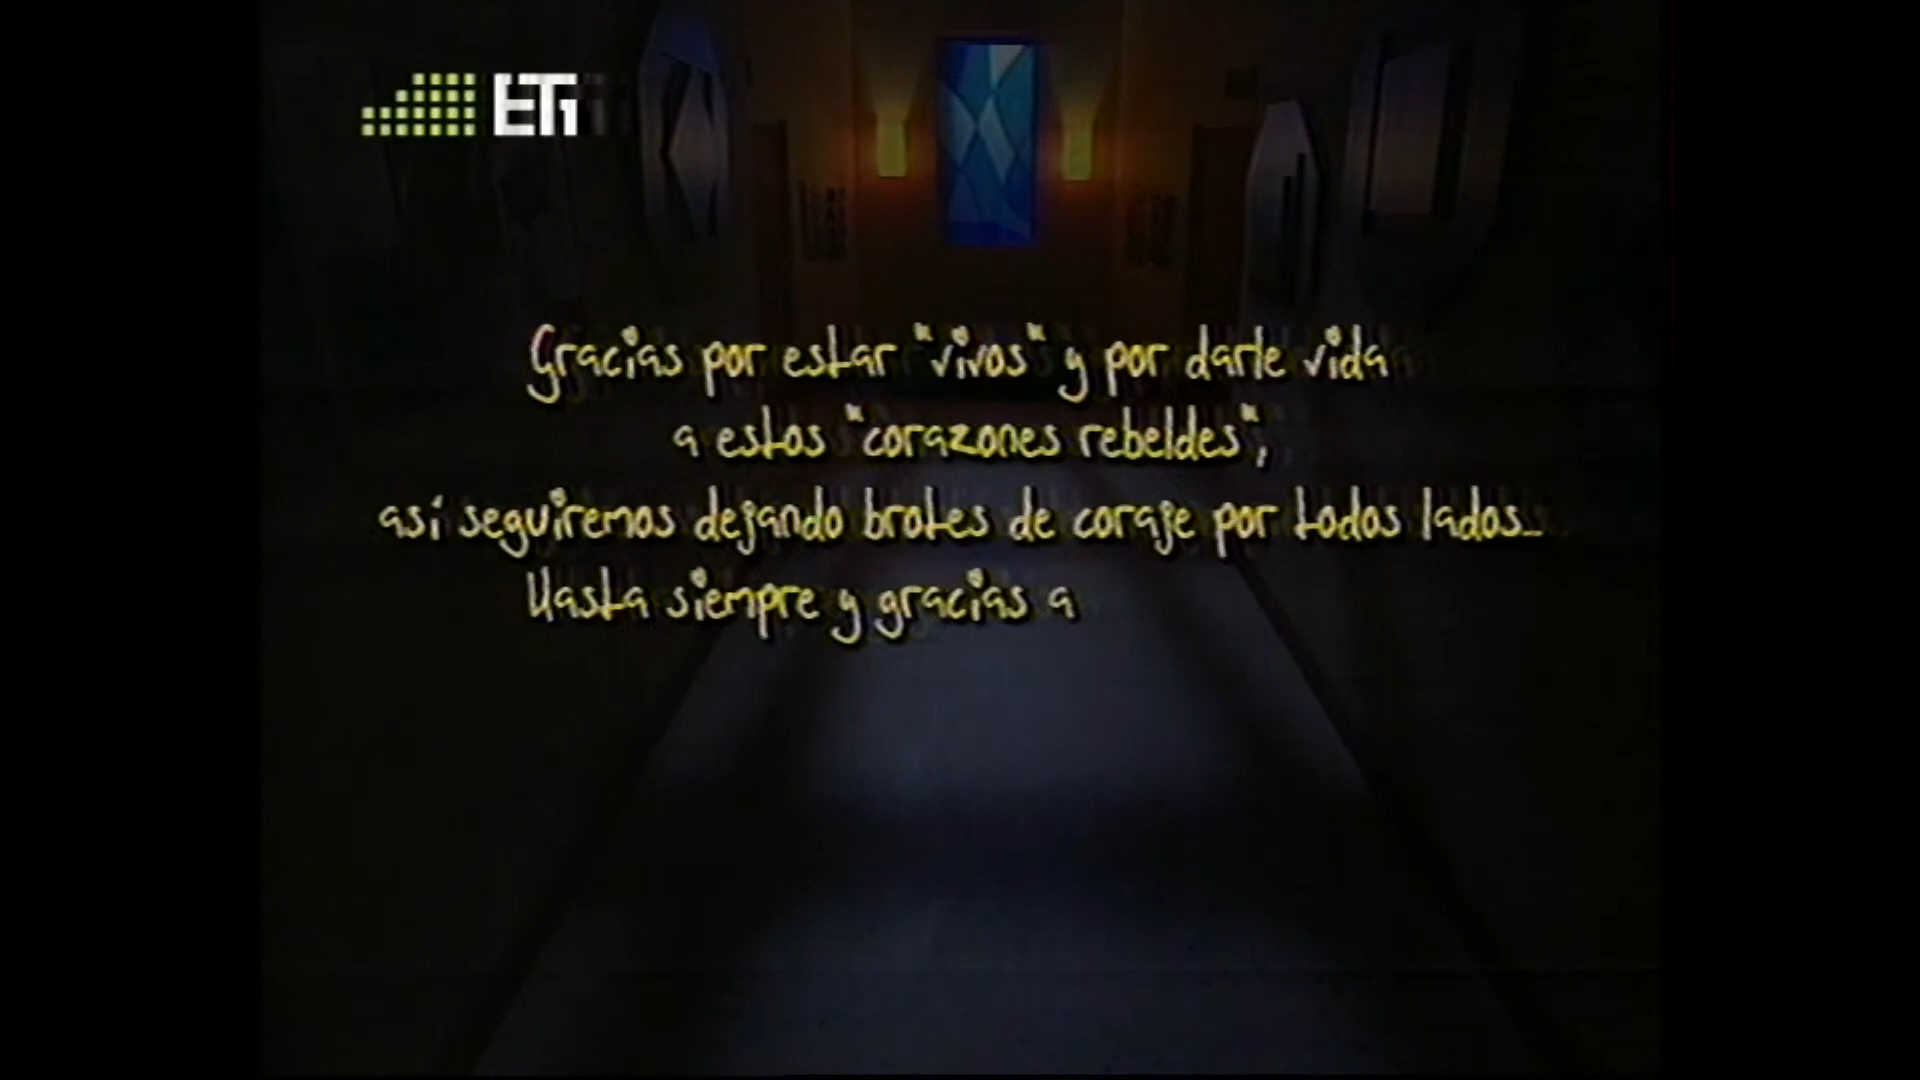 Gracias por estar "vivos" y por darle vida
a estos "corazones rebeldes",
así seguiremos dejando brotes de coraje por todos lados...
Hasta siempre y gracias a